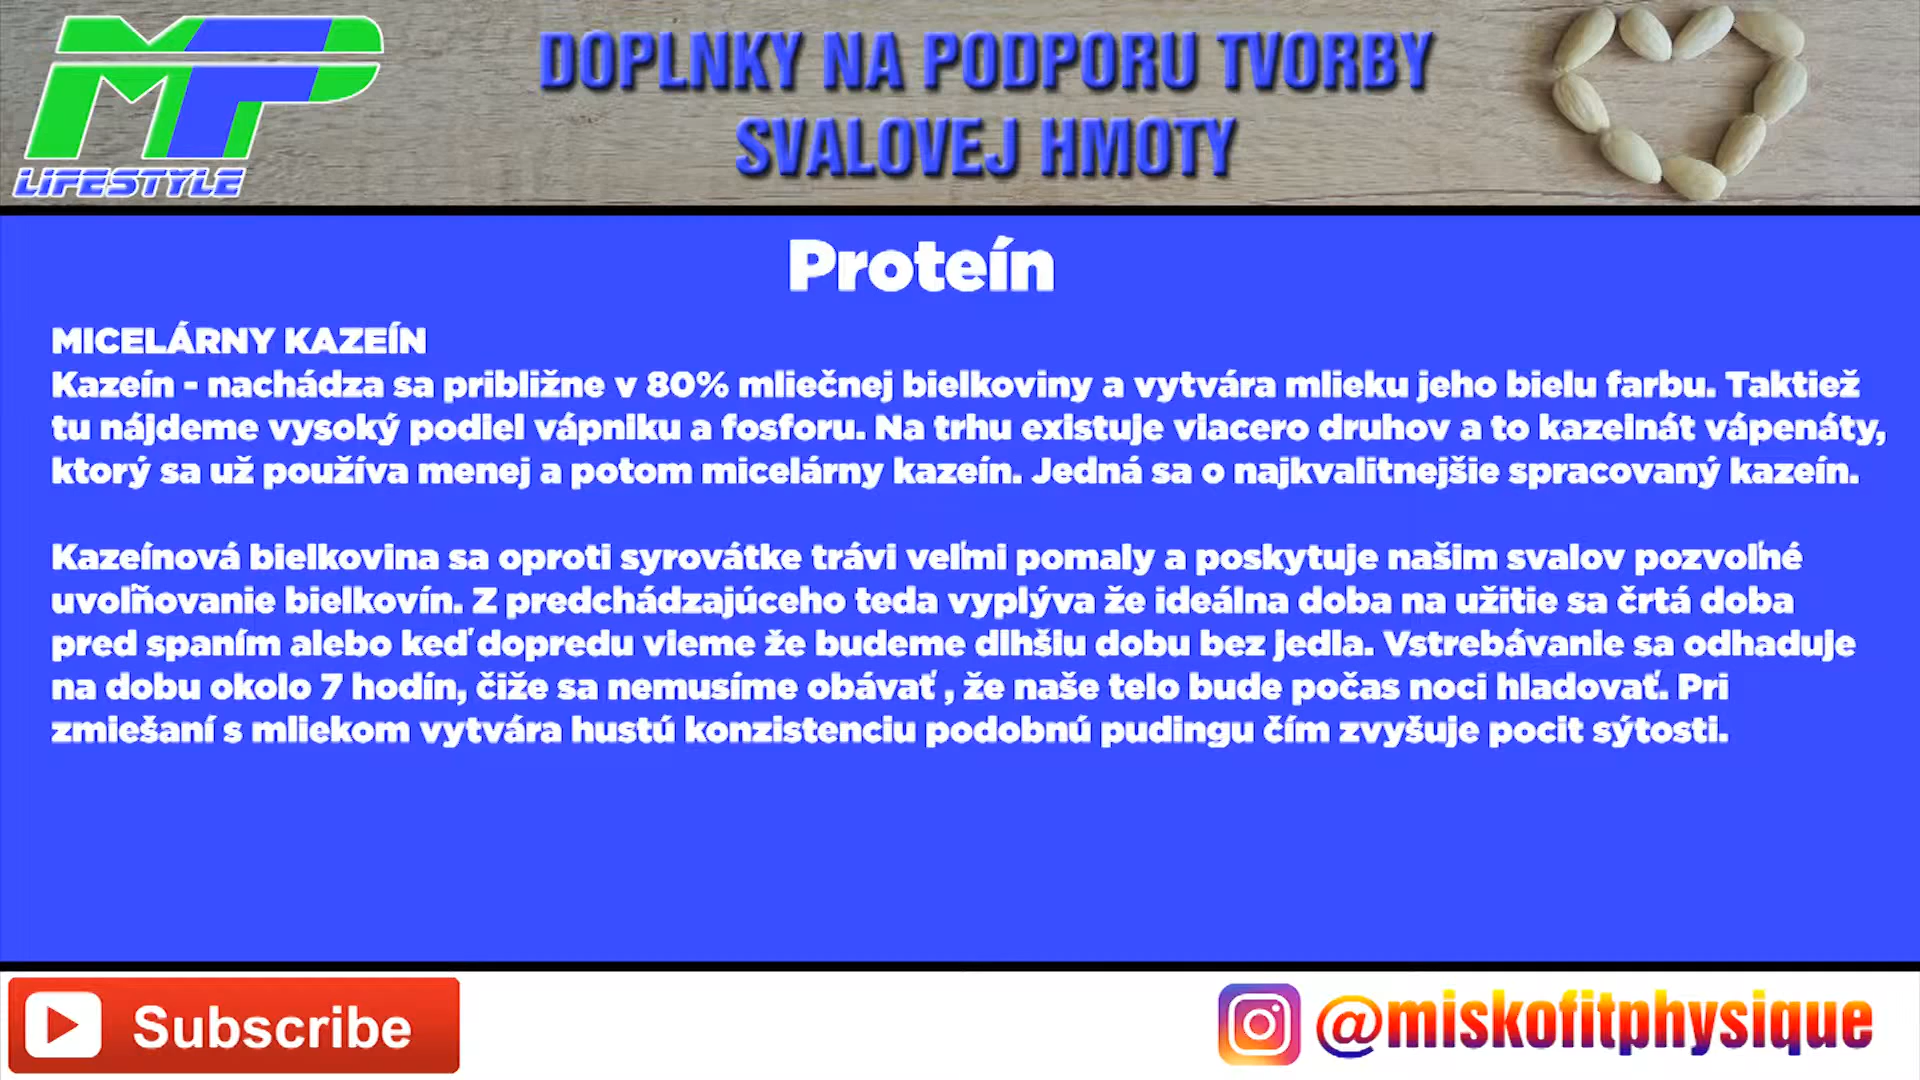 MFP
LIFESTYLE
DOPLNKY NA PODPORU TVORBY
SVALOVEJ HMOTY
Proteín
MICELÁRNY KAZEÍN
Kazeín - nachádza sa približne v 80% mliečnej bielkoviny a vytvára mlieku jeho bielu farbu. Taktiež
tu nájdeme vysoký podiel vápniku a fosforu. Na trhu existuje viacero druhov a to kazeinát vápenáty,
ktorý sa už používa menej a potom micelárny kazeín. Jedná sa o najkvalitnejšie spracovaný kazeín.
Kazeínová bielkovina sa oproti syrovátke trávi veľmi pomaly a poskytuje našim svalov pozvoľné
uvoľňovanie bielkovín. Z predchádzajúceho teda vyplýva že ideálna doba na užitie sa črtá doba
pred spaním alebo keď dopredu vieme že budeme dlhšiu dobu bez jedla. Vstrebávanie sa odhaduje
na dobu okolo 7 hodín, čiže sa nemusíme obávať , že naše telo bude počas noci hladovať. Pri
zmiešaní s mliekom vytvára hustú konzistenciu podobnú pudingu čím zvyšuje pocit sýtosti.
Subscribe
@miskofitphysique